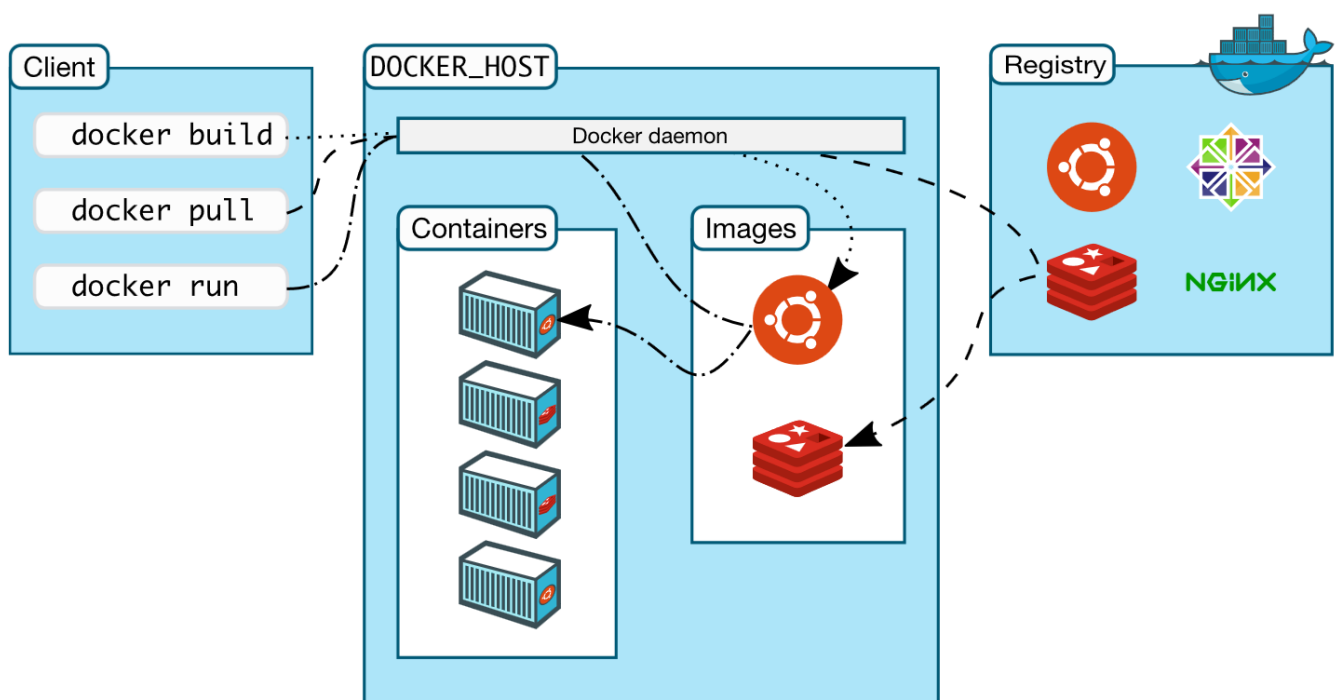 Client
docker build
docker pull
docker run
DOCKER_HOST
Docker daemon
Containers
Images
Registry
NGiNX